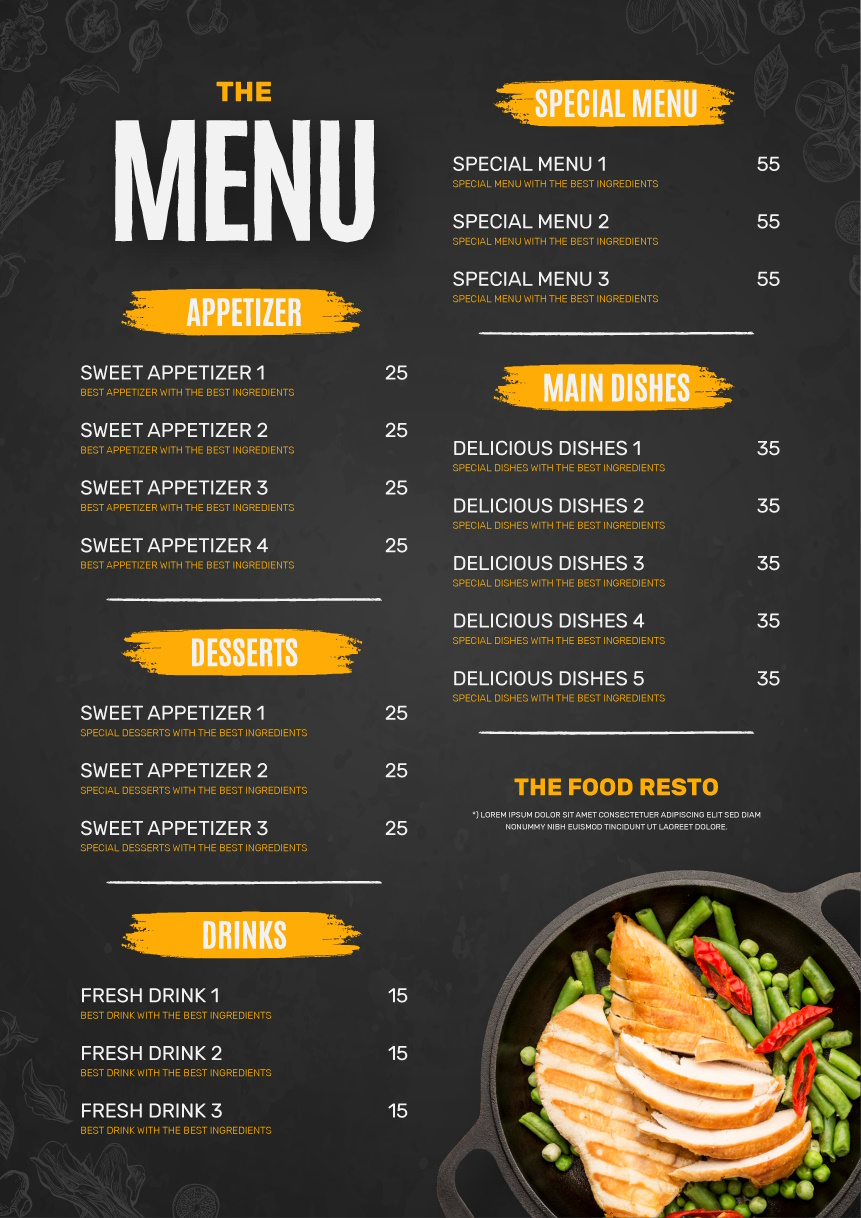 THE
MENU
APPETIZER
SWEET APPETIZER 1 25
BEST APPETIZER WITH THE BEST INGREDIENTS
SWEET APPETIZER 2 25
BEST APPETIZER WITH THE BEST INGREDIENTS
SWEET APPETIZER 3 25
BEST APPETIZER WITH THE BEST INGREDIENTS
SWEET APPETIZER 4 25
BEST APPETIZER WITH THE BEST INGREDIENTS
DESSERTS
SWEET APPETIZER 1 25
SPECIAL DESSERTS WITH THE BEST INGREDIENTS
SWEET APPETIZER 2 25
SPECIAL DESSERTS WITH THE BEST INGREDIENTS
SWEET APPETIZER 3 25
SPECIAL DESSERTS WITH THE BEST INGREDIENTS
DRINKS
FRESH DRINK 1 15
BEST DRINK WITH THE BEST INGREDIENTS
FRESH DRINK 2 15
BEST DRINK WITH THE BEST INGREDIENTS
FRESH DRINK 3 15
BEST DRINK WITH THE BEST INGREDIENTS
SPECIAL MENU
SPECIAL MENU 1 55
SPECIAL MENU WITH THE BEST INGREDIENTS
SPECIAL MENU 2 55
SPECIAL MENU WITH THE BEST INGREDIENTS
SPECIAL MENU 3 55
SPECIAL MENU WITH THE BEST INGREDIENTS
MAIN DISHES
DELICIOUS DISHES 1 35
SPECIAL DISHES WITH THE BEST INGREDIENTS
DELICIOUS DISHES 2 35
SPECIAL DISHES WITH THE BEST INGREDIENTS
DELICIOUS DISHES 3 35
SPECIAL DISHES WITH THE BEST INGREDIENTS
DELICIOUS DISHES 4 35
SPECIAL DISHES WITH THE BEST INGREDIENTS
DELICIOUS DISHES 5 35
SPECIAL DISHES WITH THE BEST INGREDIENTS
THE FOOD RESTO
*) LOREM IPSUM DOLOR SIT AMET CONSECTETUER ADIPISCING ELIT SED DIAM
NONUMMY NIBH EUISMOD TINCIDUNT UT LAOREET DOLORE.